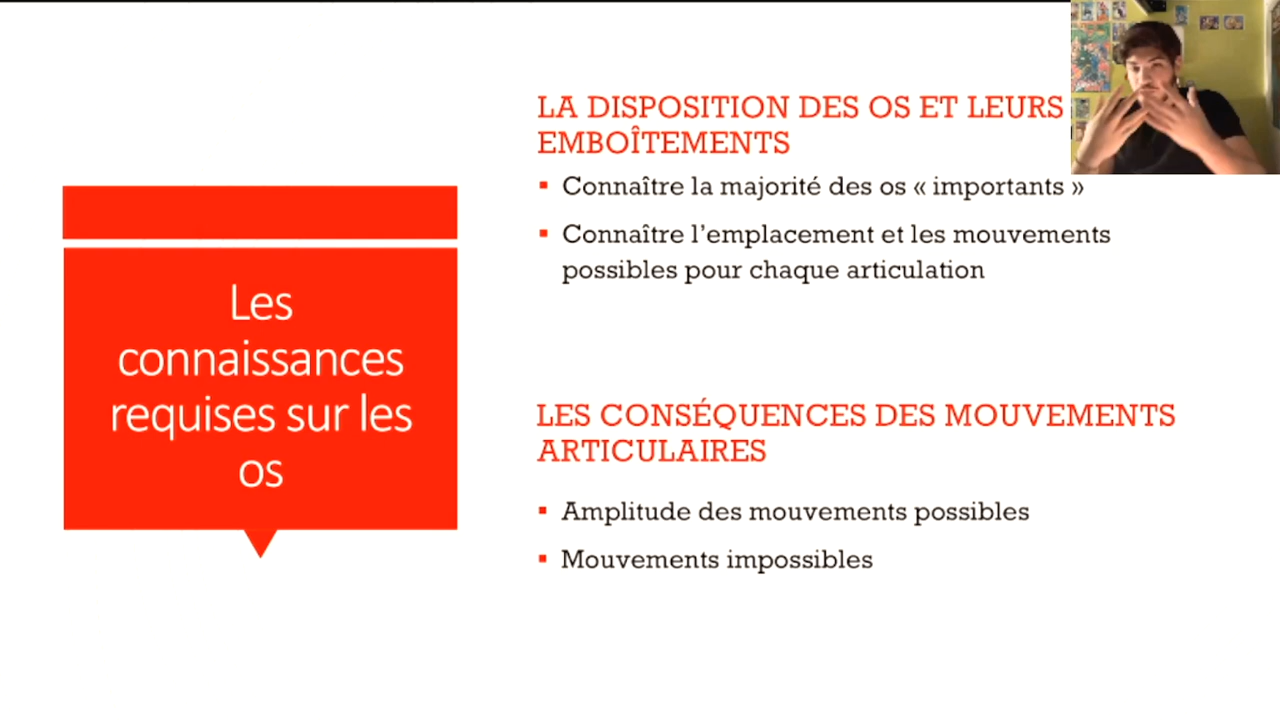 Les
connaissances
requises sur les
os
LA DISPOSITION DES OS ET LEURS
EMBOÎTEMENTS
▪ Connaître la majorité des os « importants »
▪ Connaître l’emplacement et les mouvements
possibles pour chaque articulation
LES CONSÉQUENCES DES MOUVEMENTS
ARTICULAIRES
▪ Amplitude des mouvements possibles
▪ Mouvements impossibles